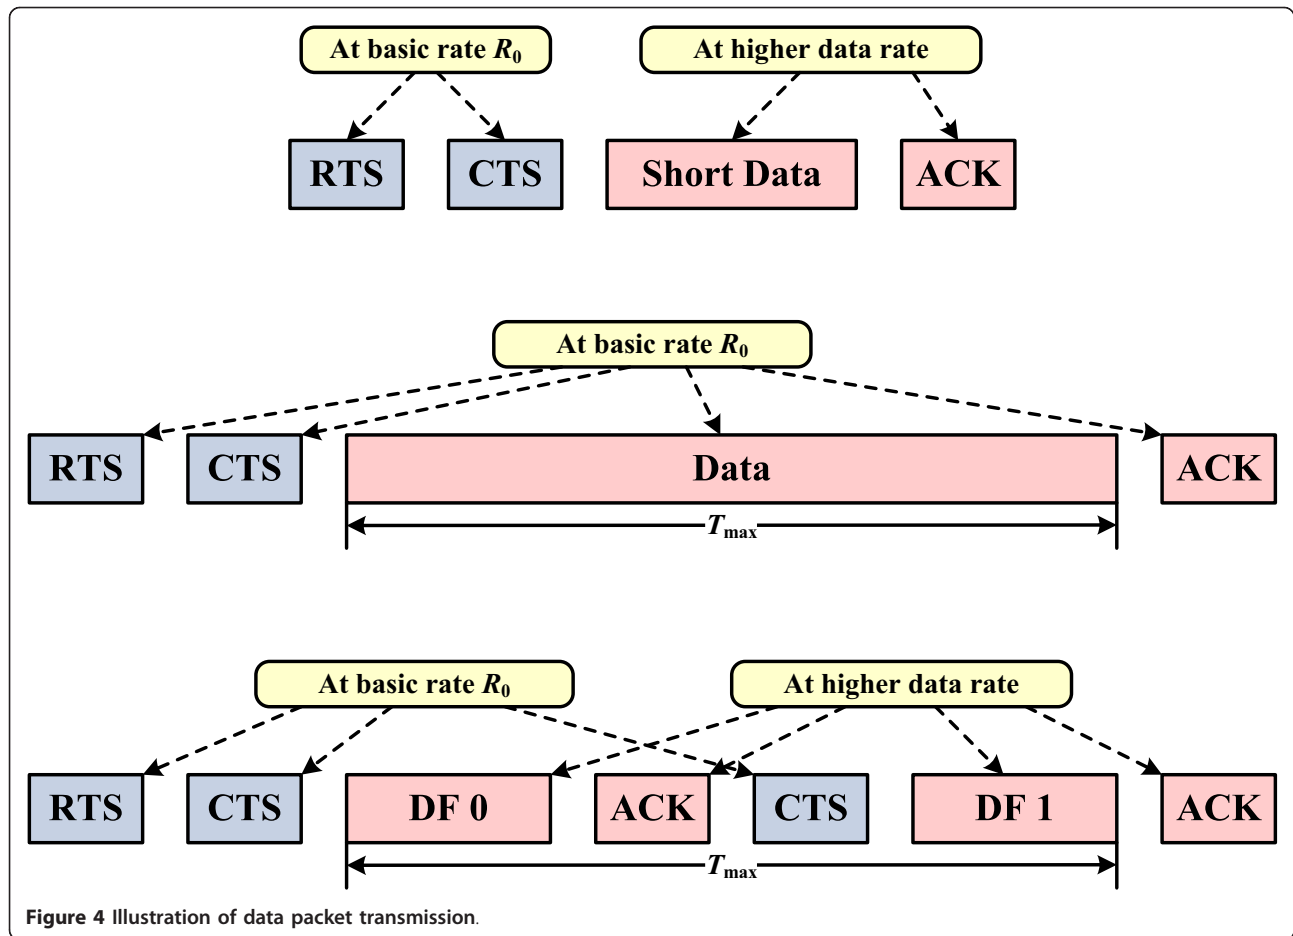 At basic rate R0
At higher data rate
RTS
CTS
Short Data
ACK
At basic rate R0
RTS
CTS
Data
ACK
Tmax
At basic rate R0
At higher data rate
RTS
CTS
DF 0
ACK
CTS
DF 1
ACK
Tmax
Figure 4 Illustration of data packet transmission.